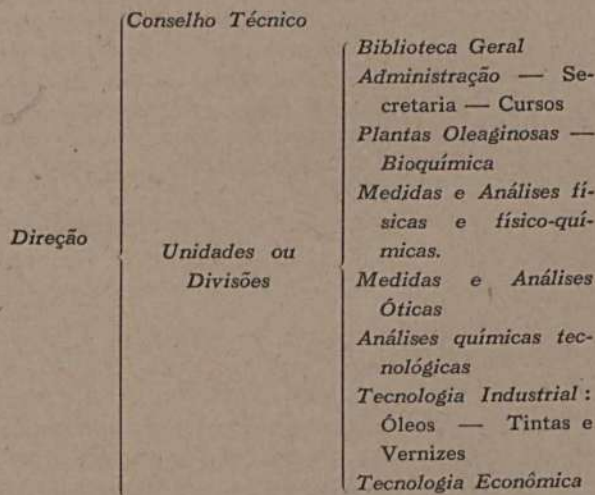 Conselho Técnico
Biblioteca Geral
Administração — Se-
cretaria — Cursos
Plantas Oleaginosas —
Bioquímica
Medidas e Análises fí-
sicas e físico-quí-
micas.
Direção
Unidades ou
Divisões
Medidas e Análises
Óticas
Análises químicas tec-
nológicas
Tecnologia Industrial :
Óleos — Tintas e
Vernizes
Tecnologia Econômica